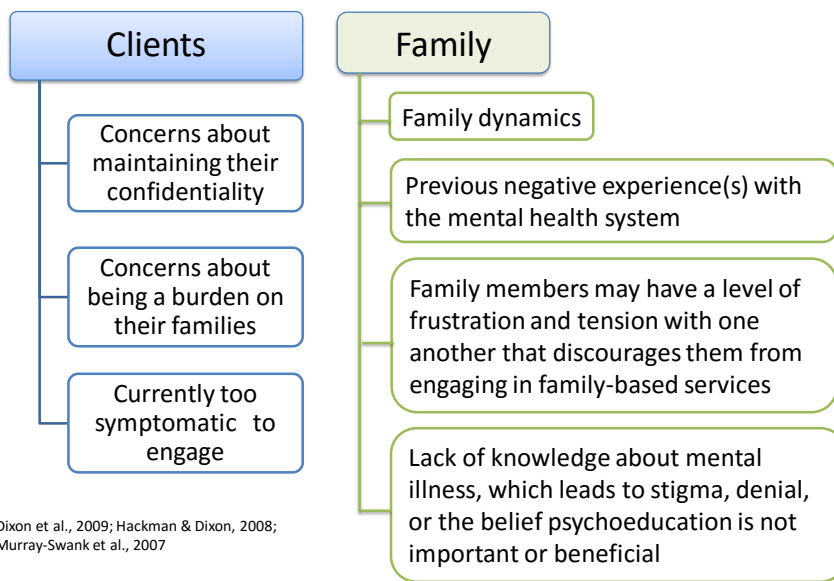 Clients
Concerns about
maintaining their
confidentiality
Concerns about
being a burden on
their families
Currently too
symptomatic to
engage
Family
Family dynamics
Previous negative experience(s) with
the mental health system
Family members may have a level of
frustration and tension with one
another that discourages them from
engaging in family-based services
Lack of knowledge about mental
illness, which leads to stigma, denial,
or the belief psychoeducation is not
important or beneficial
Dixon et al., 2009; Hackman & Dixon, 2008;
Murray-Swank et al., 2007